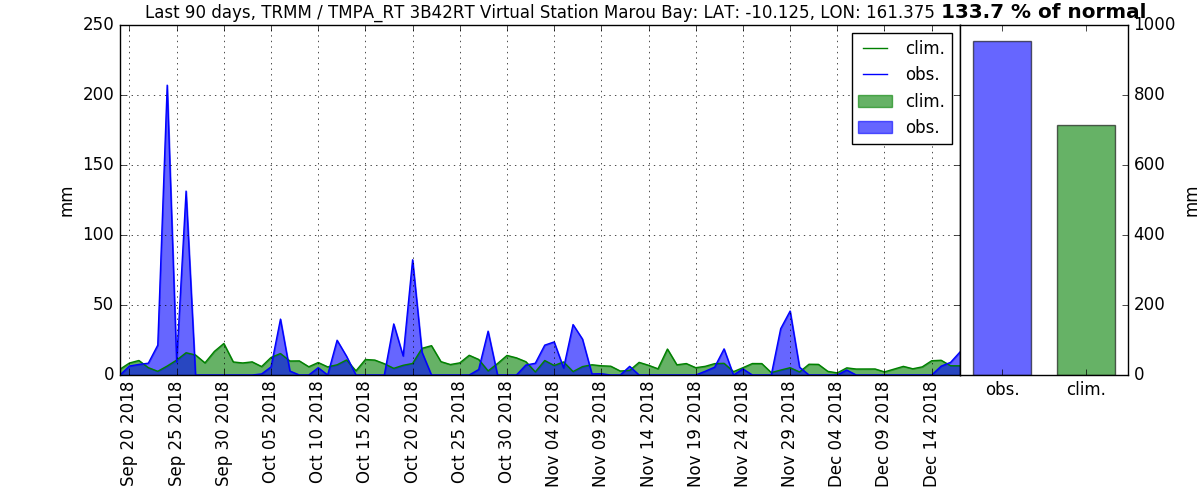 Last 90 days, TRMM / TMPA_RT 3B42RT Virtual Station Marou Bay: LAT: -10.125, LON: 161.375 133.7 % of normal
250
200
150
100
50
0
mm
clim.
obs.
clim.
obs.
1000
800
600
400
200
0
mm
obs.
clim.
Sep 20 2018
Sep 25 2018
Sep 30 2018
Oct 05 2018
Oct 10 2018
Oct 15 2018
Oct 20 2018
Oct 25 2018
Oct 30 2018
Nov 04 2018
Nov 09 2018
Nov 14 2018
Nov 19 2018
Nov 24 2018
Nov 29 2018
Dec 04 2018
Dec 09 2018
Dec 14 2018